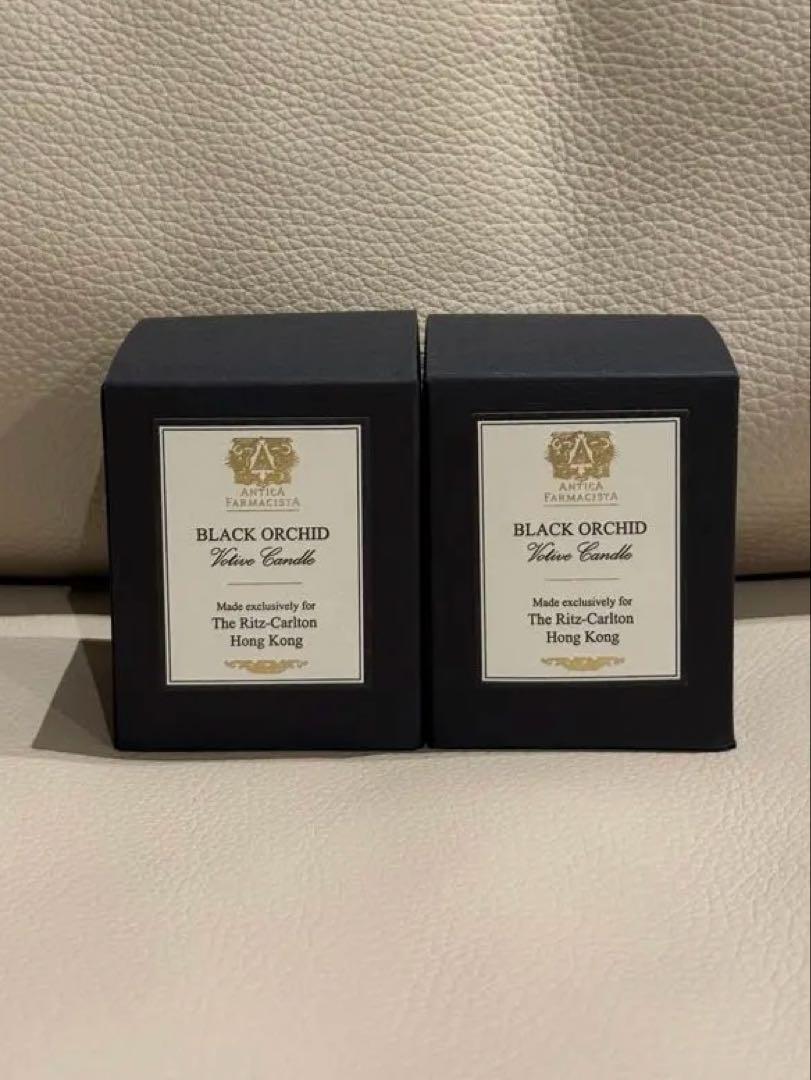 ANTICA
FARMACISTA
BLACK ORCHID
Votive Candle
Made exclusively for
The Ritz-Carlton
Hong Kong
ANTICA
FARMACISTA
BLACK ORCHID
Votive Candle
Made exclusively for
The Ritz-Carlton
Hong Kong